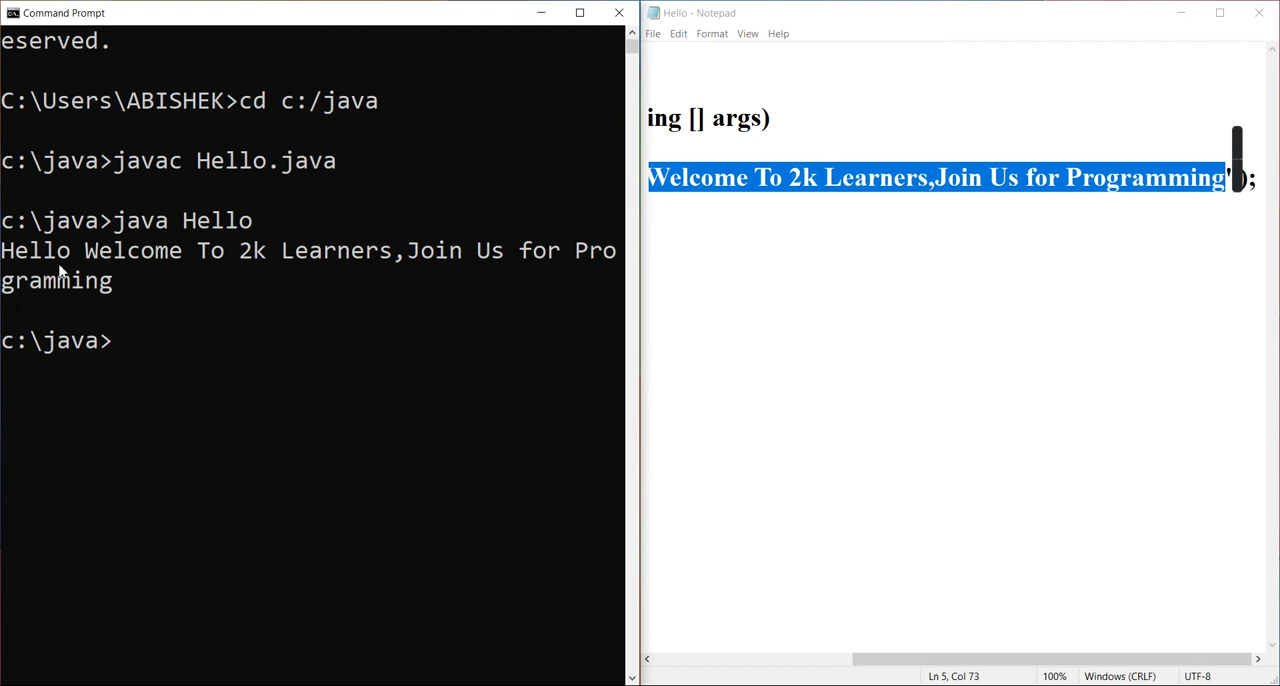 Command Prompt
eserved.
C:\Users\ABISHEK>cd c:/java
c:\java>javac Hello.java
c:\java>java Hello
Hello Welcome To 2k Learners,Join Us for Pro
gramming
c:\java>
Hello - Notepad
File Edit Format View Help
ing [] args)
Welcome To 2k Learners,Join Us for Programming");
Ln 5, Col 73 100% Windows (CRLF) UTF-8